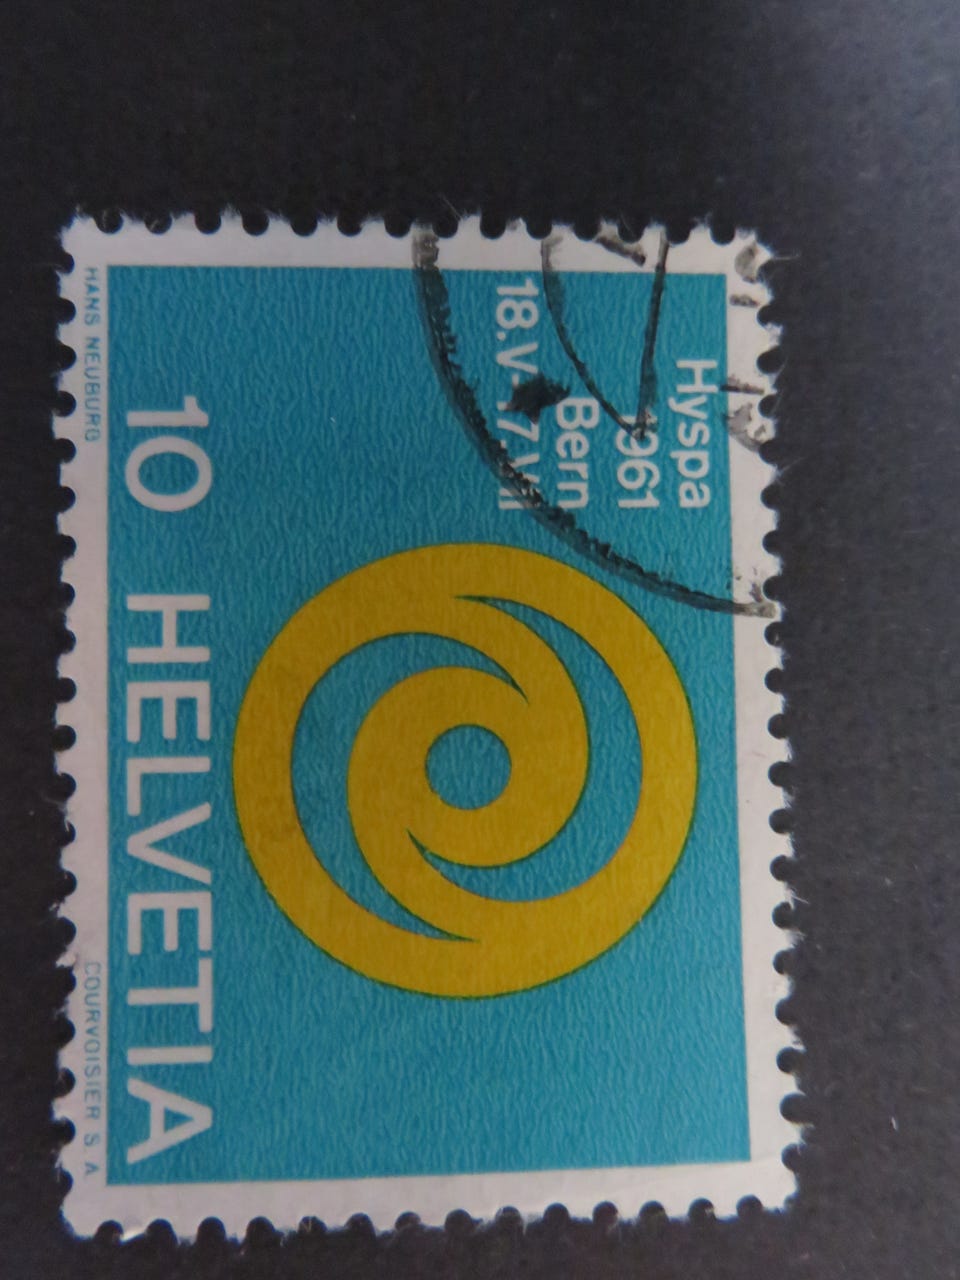 Hyspa
1961
Bern
18.V-17.VII
10 HELVETIA
HANS NEUBURG
COURVOISIER S.A.